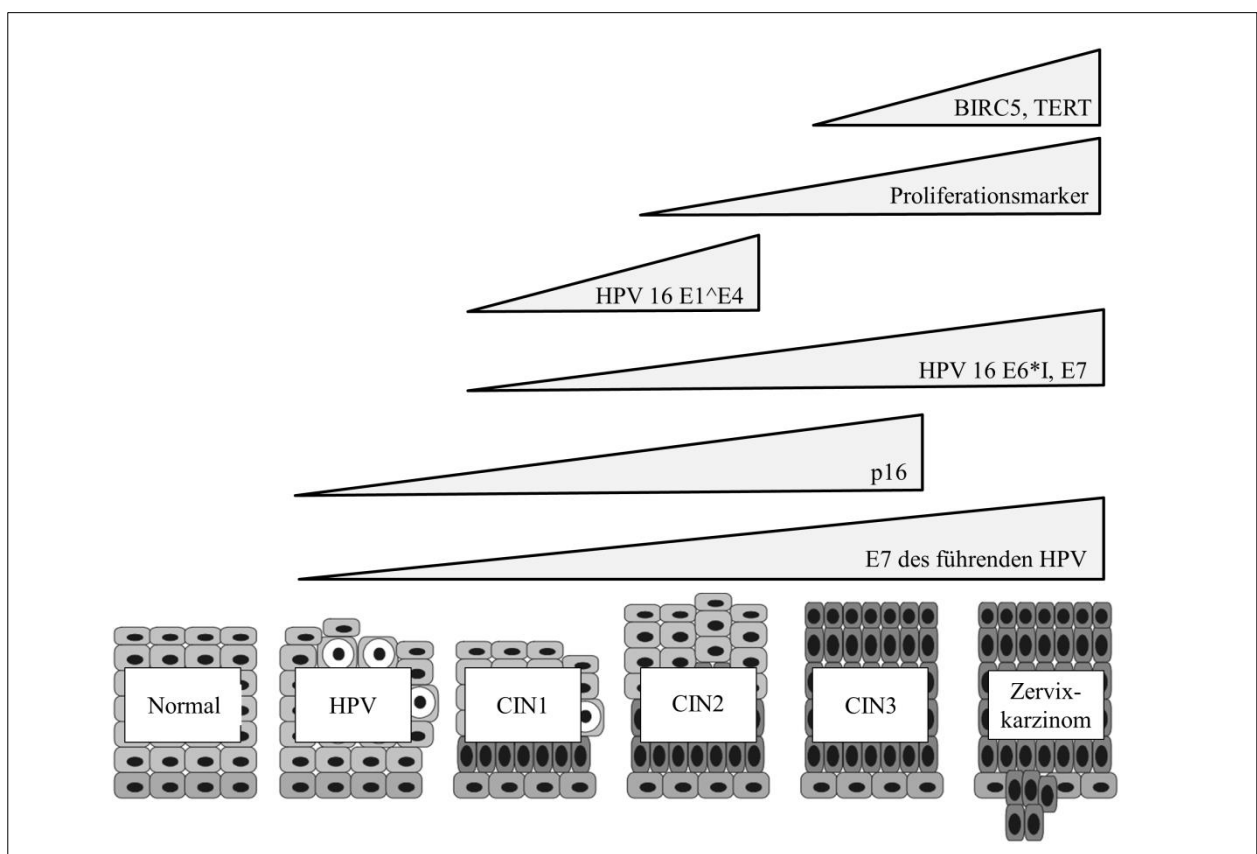 BIRC5, TERT
Proliferationsmarker
HPV 16 E1^E4
HPV 16 E6*I, E7
p16
E7 des führenden HPV
Normal
HPV
CIN1
CIN2
CIN3
Zervix-
karzinom